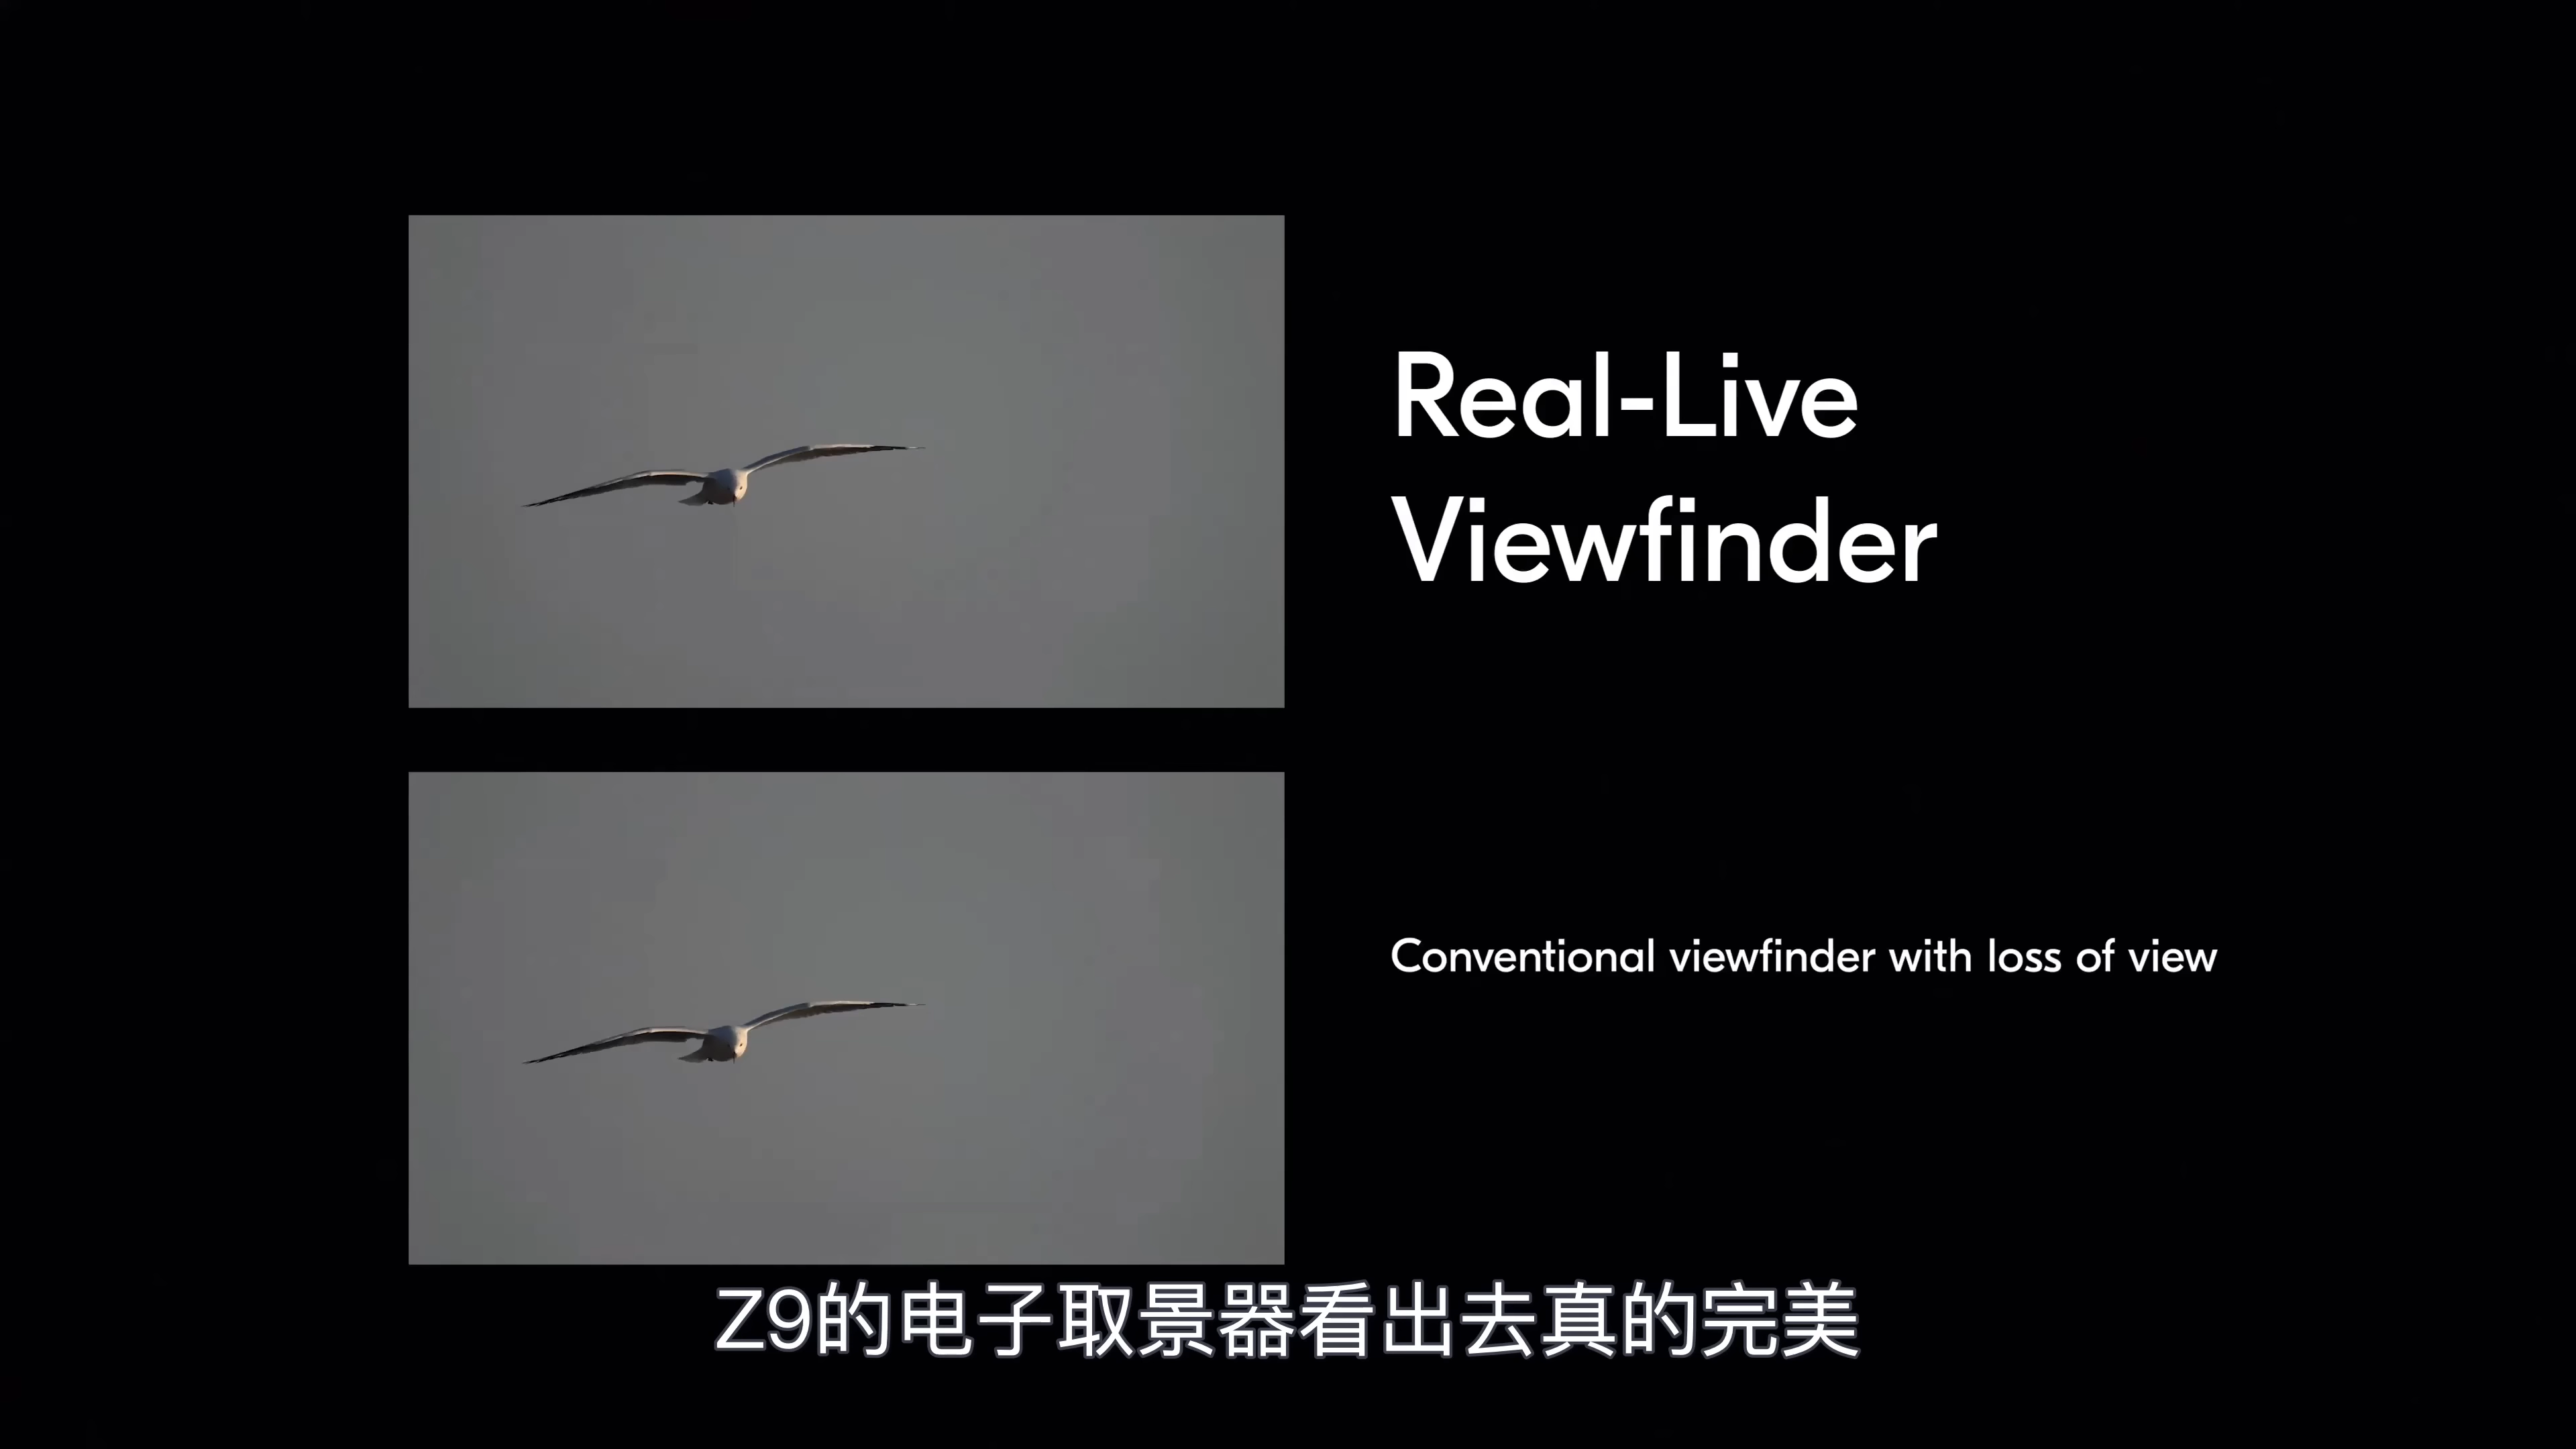 Real-Live
Viewfinder
Conventional viewfinder with loss of view
Z9的电子取景器看出去真的完美